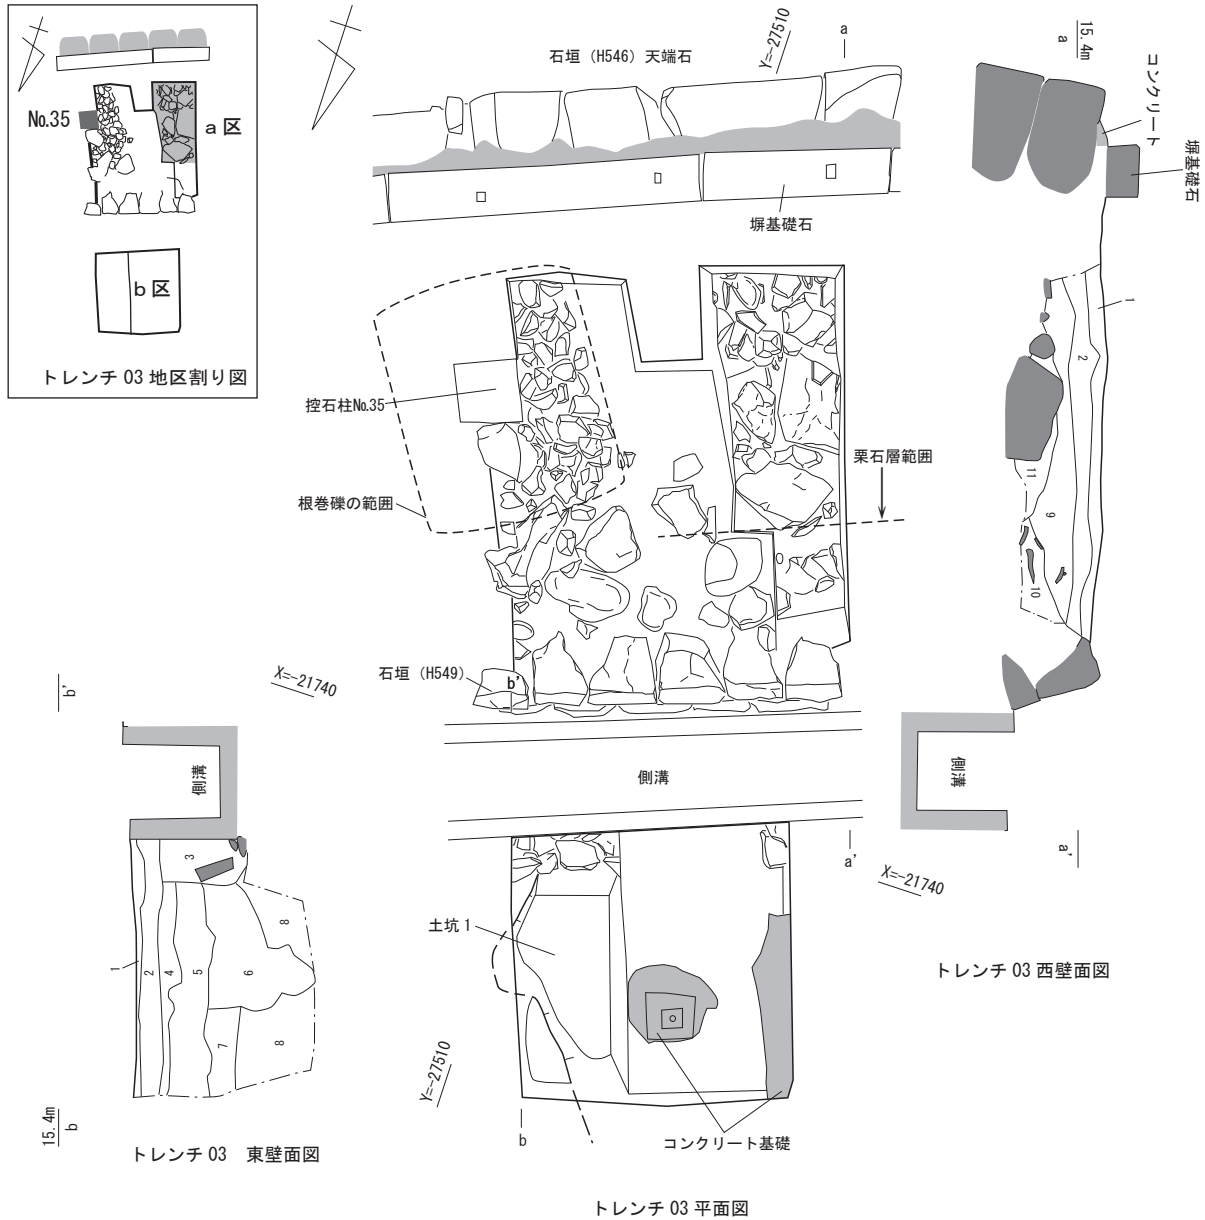 No.35
a区
b区
トレンチ 03 地区割り図
石垣（H546）天端石
Y=-27510
a
塀基礎石
控石柱No.35
根巻礫の範囲
栗石層範囲
石垣（H549）
b'
X=-21740
側溝
a'
X=-21740
土坑 1
Y=-27510
b
コンクリート基礎
トレンチ 03 平面図
15.4m
a
コンクリート
塀基礎石
1
2
11
9
10
側溝
a'
トレンチ 03 西壁面図
b'
側溝
3
1
2
4
5
6
7
8
8
15.4m
b
トレンチ 03　東壁面図